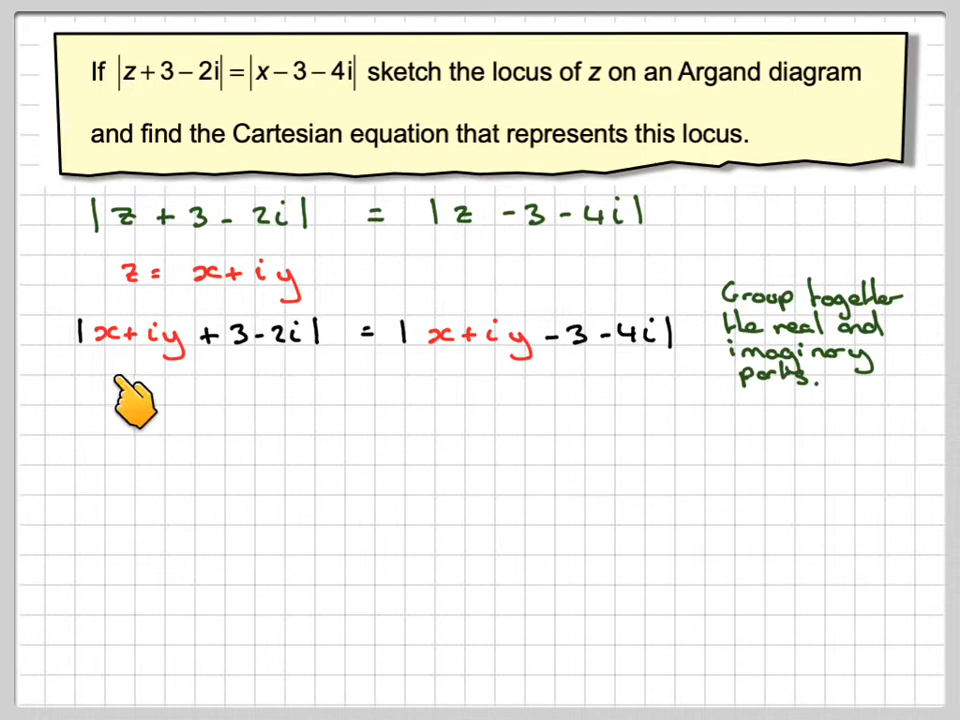 If |z + 3 − 2i| = |x − 3 − 4i| sketch the locus of z on an Argand diagram
and find the Cartesian equation that represents this locus.
|z + 3 - 2i| = |z - 3 - 4i|
z = x + iy
|x + iy + 3 - 2i| = |x + iy - 3 - 4i|
Group together
the real and
imaginary
parts.